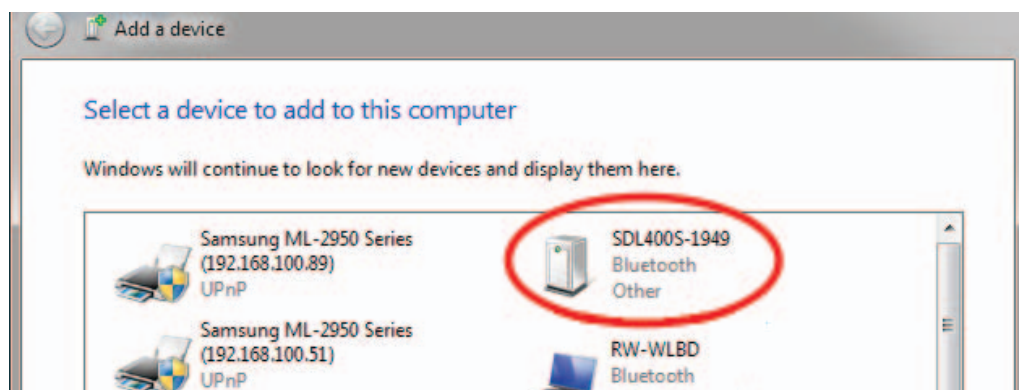 Add a device
Select a device to add to this computer
Windows will continue to look for new devices and display them here.
Samsung ML-2950 Series
(192.168.100.89)
UPnP
SDL400S-1949
Bluetooth
Other
Samsung ML-2950 Series
(192.168.100.51)
UPnP
RW-WLBD
Bluetooth